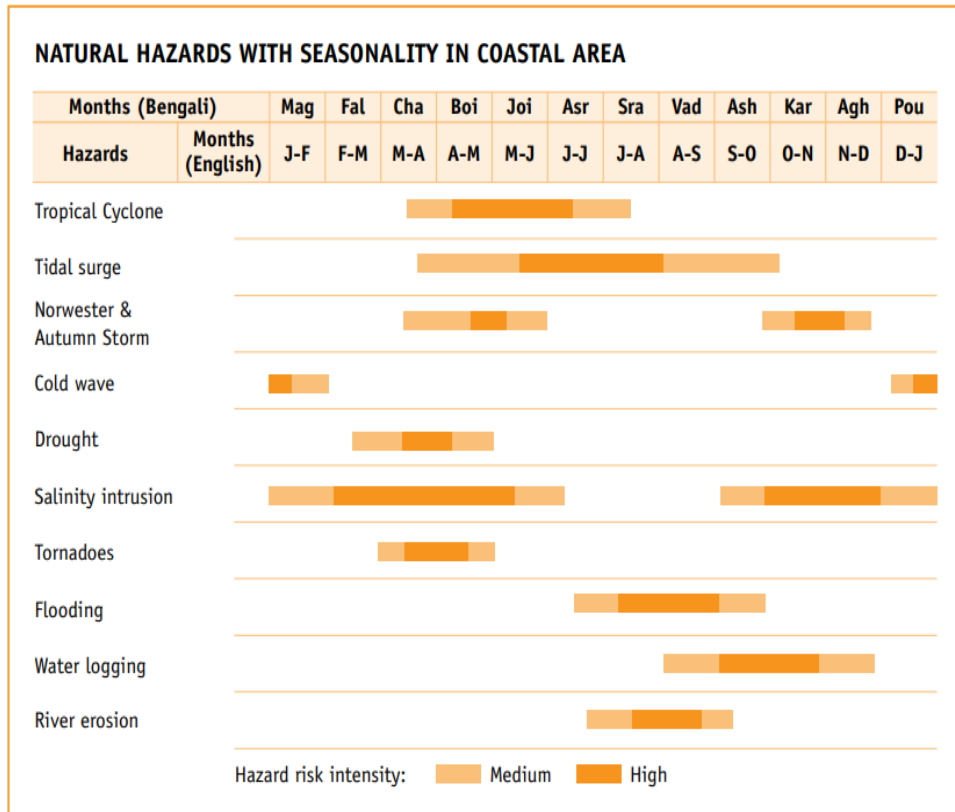 NATURAL HAZARDS WITH SEASONALITY IN COASTAL AREA
Months (Bengali) Mag Fal Cha Boi Joi Asr Sra Vad Ash Kar Agh Pou
Hazards Months (English) J-F F-M M-A A-M M-J J-J J-A A-S S-O O-N N-D D-J
Tropical Cyclone
Tidal surge
Norwester &
Autumn Storm
Cold wave
Drought
Salinity intrusion
Tornadoes
Flooding
Water logging
River erosion
Hazard risk intensity: Medium High